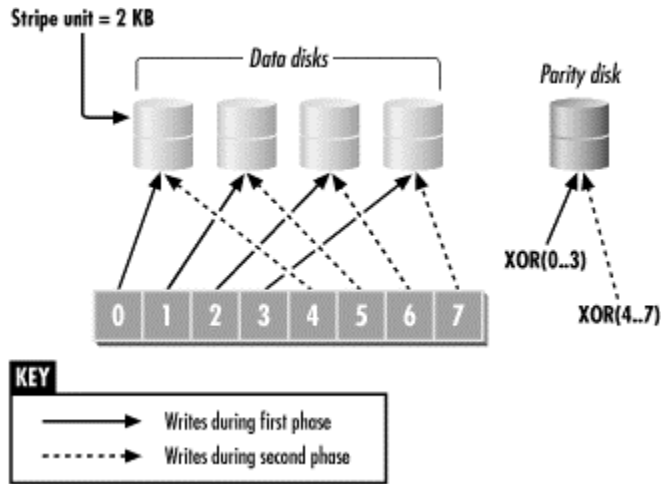 Stripe unit = 2 KB
Data disks
Parity disk
XOR(0..3)
0 1 2 3 4 5 6 7
XOR(4..7)
KEY
Writes during first phase
Writes during second phase